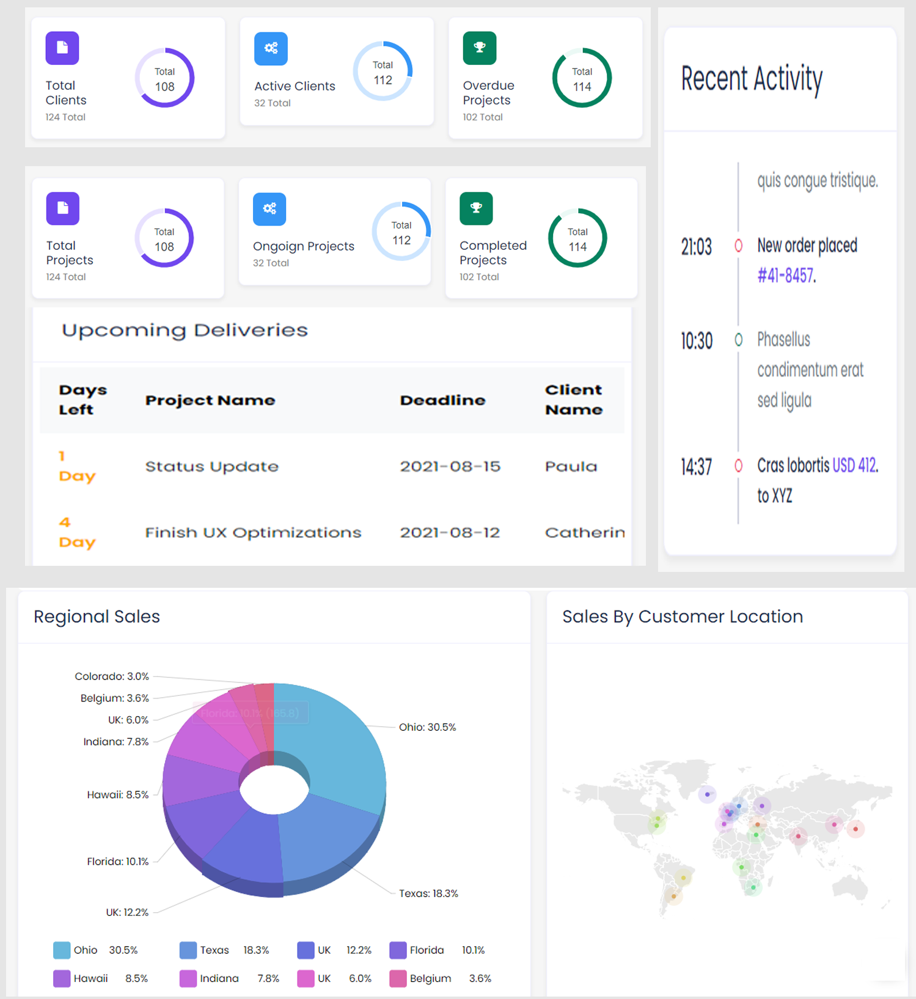 Total
Clients
124 Total
Total
108
Active Clients
32 Total
Total
112
Overdue
Projects
102 Total
Total
114
Total
Projects
124 Total
Total
108
Ongoign Projects
32 Total
Total
112
Completed
Projects
102 Total
Total
114
Upcoming Deliveries
Days
Left
Project Name
Deadline
Client
Name
1
Day
Status Update
2021-08-15
Paula
4
Day
Finish UX Optimizations
2021-08-12
Catherin
Recent Activity
quis congue tristique.
21:03
New order placed
#41-8457.
10:30
Phasellus
condimentum erat
sed ligula
14:37
Cras lobortis USD 412.
to XYZ
Regional Sales
Colorado: 3.0%
Belgium: 3.6%
UK: 6.0%
Indiana: 7.8%
Hawaii: 8.5%
Florida: 10.1%
UK: 12.2%
Florida: 10.1% (165.8)
Ohio: 30.5%
Texas: 18.3%
Ohio 30.5%
Texas 18.3%
UK 12.2%
Florida 10.1%
Hawaii 8.5%
Indiana 7.8%
UK 6.0%
Belgium 3.6%
Sales By Customer Location